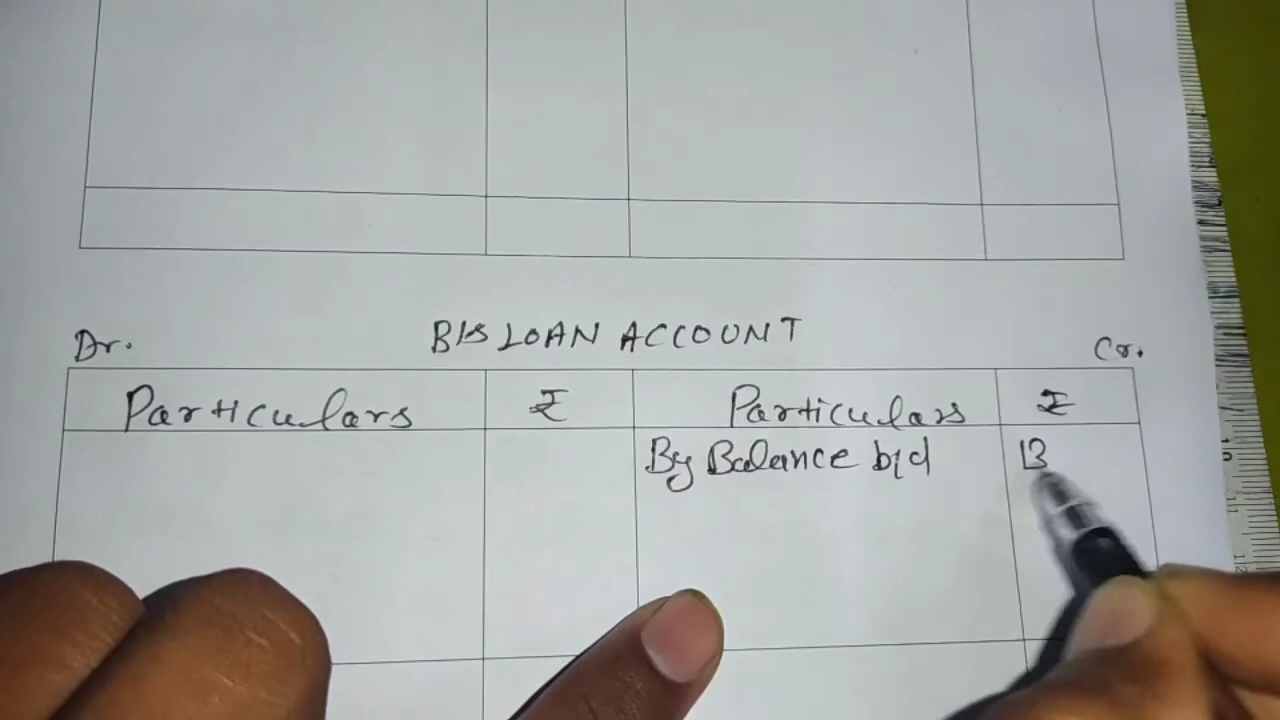 Dr. B/S LOAN ACCOUNT Cr.
Particulars ₹ Particulars ₹
By Balance b/d 13